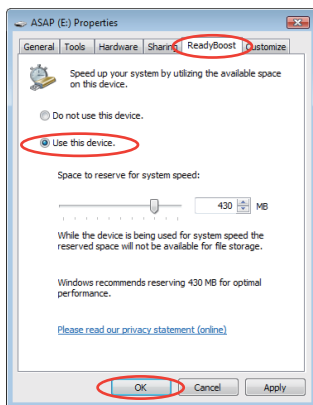 ASAP (E:) Properties
General Tools Hardware Sharing ReadyBoost Customize
Speed up your system by utilizing the available space
on this device.
Do not use this device.
Use this device.
Space to reserve for system speed:
430 MB
While the device is being used for system speed the
reserved space will not be available for file storage.
Windows recommends reserving 430 MB for optimal
performance.
Please read our privacy statement (online)
OK Cancel Apply